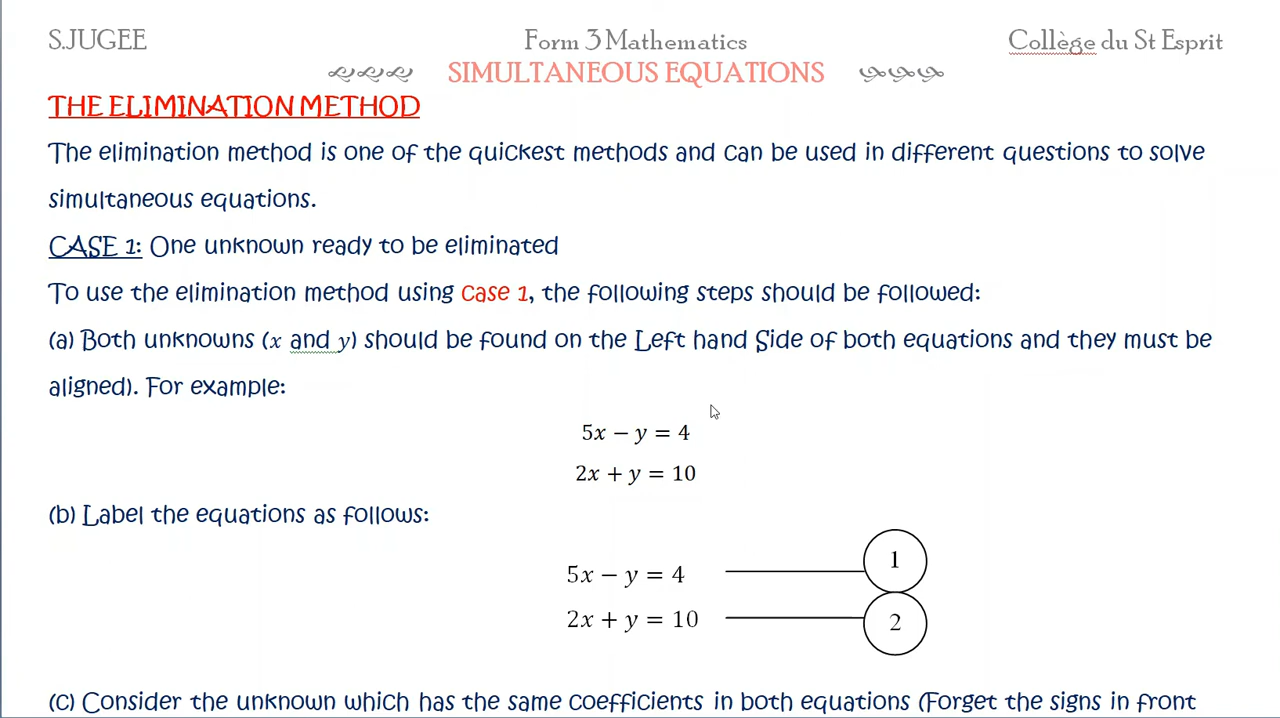 S.JUGEE Form 3 Mathematics Collège du St Esprit
SIMULTANEOUS EQUATIONS
THE ELIMINATION METHOD
The elimination method is one of the quickest methods and can be used in different questions to solve
simultaneous equations.
CASE 1: One unknown ready to be eliminated
To use the elimination method using case 1, the following steps should be followed:
(a) Both unknowns (x and y) should be found on the Left hand Side of both equations and they must be
aligned). For example:
5x − y = 4
2x + y = 10
(b) Label the equations as follows:
5x − y = 4 1
2x + y = 10 2
(c) Consider the unknown which has the same coefficients in both equations (Forget the signs in front